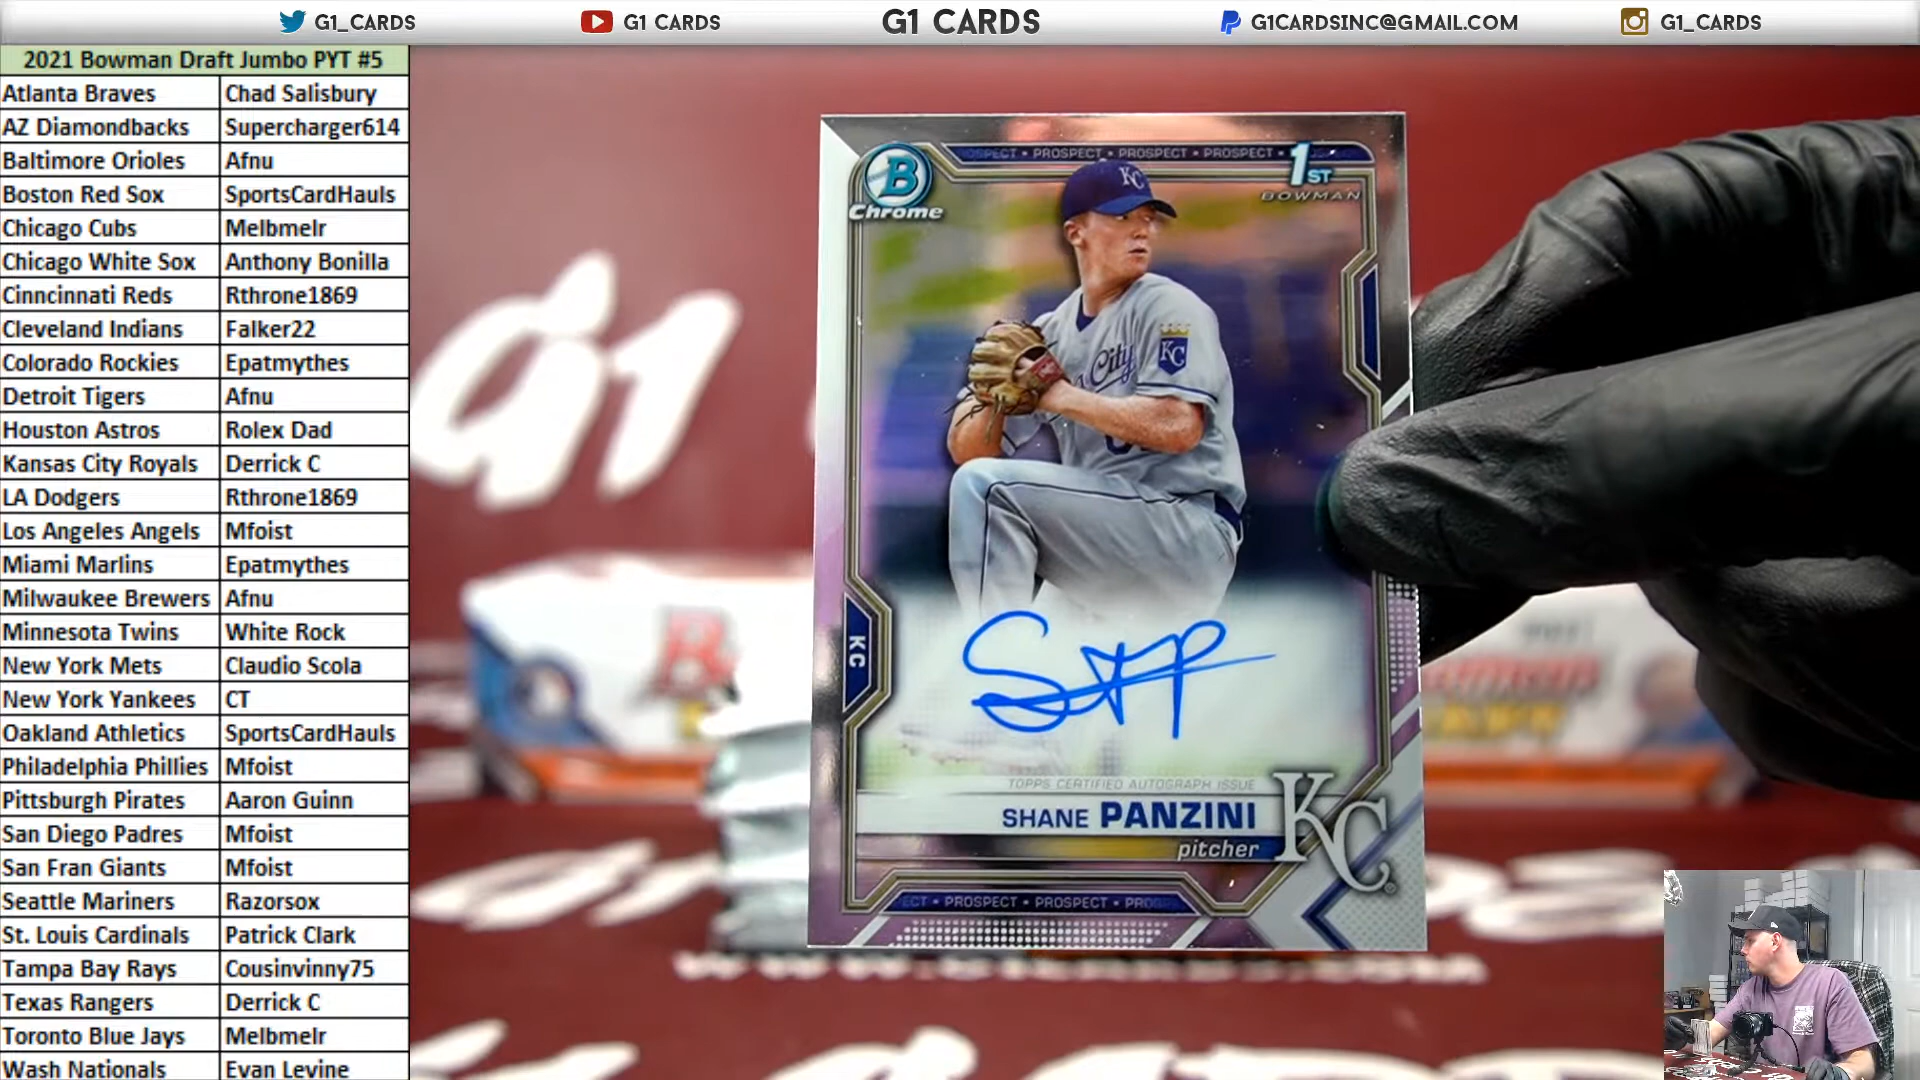 G1_CARDS G1 CARDS G1 CARDS G1CARDSINC@GMAIL.COM G1_CARDS
2021 Bowman Draft Jumbo PYT #5
Atlanta Braves Chad Salisbury
AZ Diamondbacks Supercharger614
Baltimore Orioles Afnu
Boston Red Sox SportsCardHauls
Chicago Cubs Melbmelr
Chicago White Sox Anthony Bonilla
Cinncinnati Reds Rthrone1869
Cleveland Indians Falker22
Colorado Rockies Epatmythes
Detroit Tigers Afnu
Houston Astros Rolex Dad
Kansas City Royals Derrick C
LA Dodgers Rthrone1869
Los Angeles Angels Mfoist
Miami Marlins Epatmythes
Milwaukee Brewers Afnu
Minnesota Twins White Rock
New York Mets Claudio Scola
New York Yankees CT
Oakland Athletics SportsCardHauls
Philadelphia Phillies Mfoist
Pittsburgh Pirates Aaron Guinn
San Diego Padres Mfoist
San Fran Giants Mfoist
Seattle Mariners Razorsox
St. Louis Cardinals Patrick Clark
Tampa Bay Rays Cousinvinny75
Texas Rangers Derrick C
Toronto Blue Jays Melbmelr
Wash Nationals Evan Levine
PROSPECT • PROSPECT • PROSPECT
B
Chrome
1ST
BOWMAN
KC
City
KC
KC
TOPPS CERTIFIED AUTOGRAPH ISSUE
SHANE PANZINI
pitcher
KC
PROSPECT • PROSPECT
G1